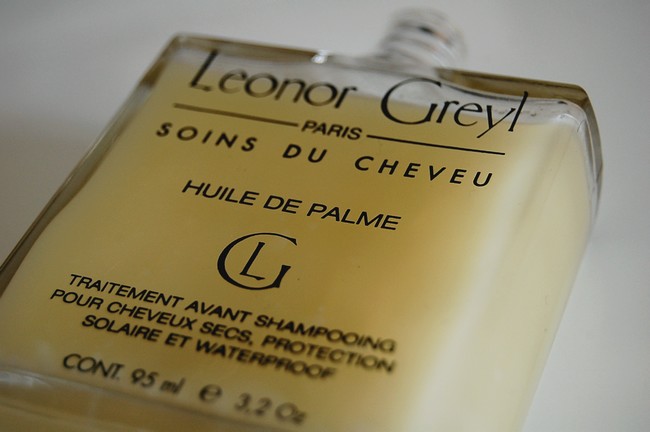 Leonor Greyl
PARIS
SOINS DU CHEVEU
HUILE DE PALME
LG
TRAITEMENT AVANT SHAMPOOING
POUR CHEVEUX SECS, PROTECTION
SOLAIRE ET WATERPROOF
CONT. 95 ml e 3,2 Oz